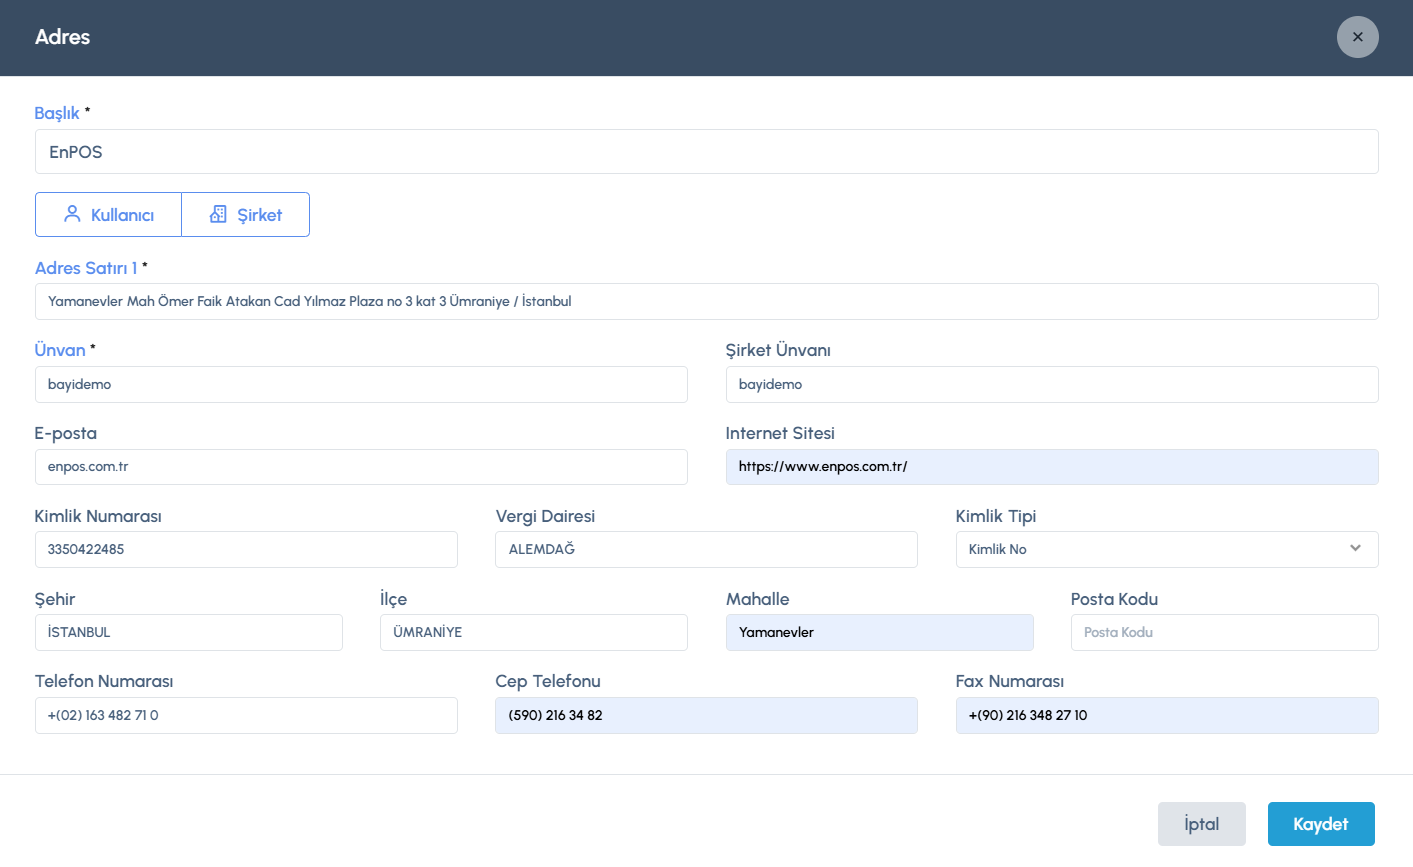 Adres
Başlık *
EnPOS
Kullanıcı Şirket
Adres Satırı 1 *
Yamanevler Mah Ömer Faik Atakan Cad Yılmaz Plaza no 3 kat 3 Ümraniye / İstanbul
Ünvan * Şirket Ünvanı
bayidemo bayidemo
E-posta Internet Sitesi
enpos.com.tr https://www.enpos.com.tr/
Kimlik Numarası Vergi Dairesi Kimlik Tipi
3350422485 ALEMDAĞ Kimlik No
Şehir İlçe Mahalle Posta Kodu
İSTANBUL ÜMRANİYE Yamanevler Posta Kodu
Telefon Numarası Cep Telefonu Fax Numarası
+(02) 163 482 71 0 (590) 216 34 82 +(90) 216 348 27 10
İptal Kaydet